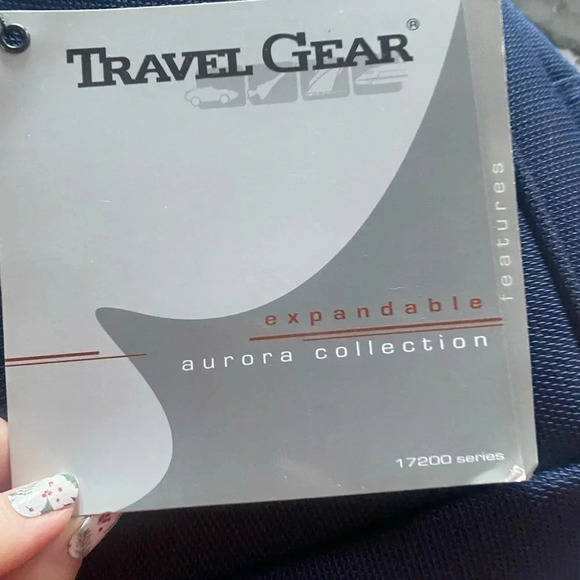 TRAVEL GEAR®
features
expandable
aurora collection
17200 series